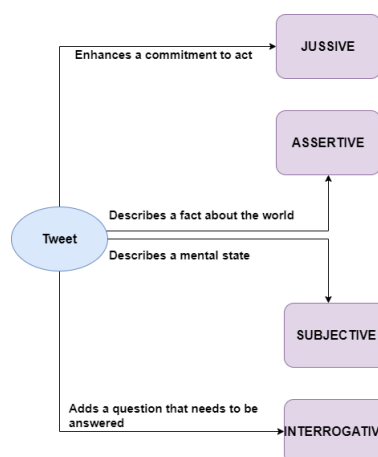 JUSSIVE
Enhances a commitment to act
ASSERTIVE
Describes a fact about the world
Tweet
Describes a mental state
SUBJECTIVE
Adds a question that needs to be
answered
INTERROGATIV